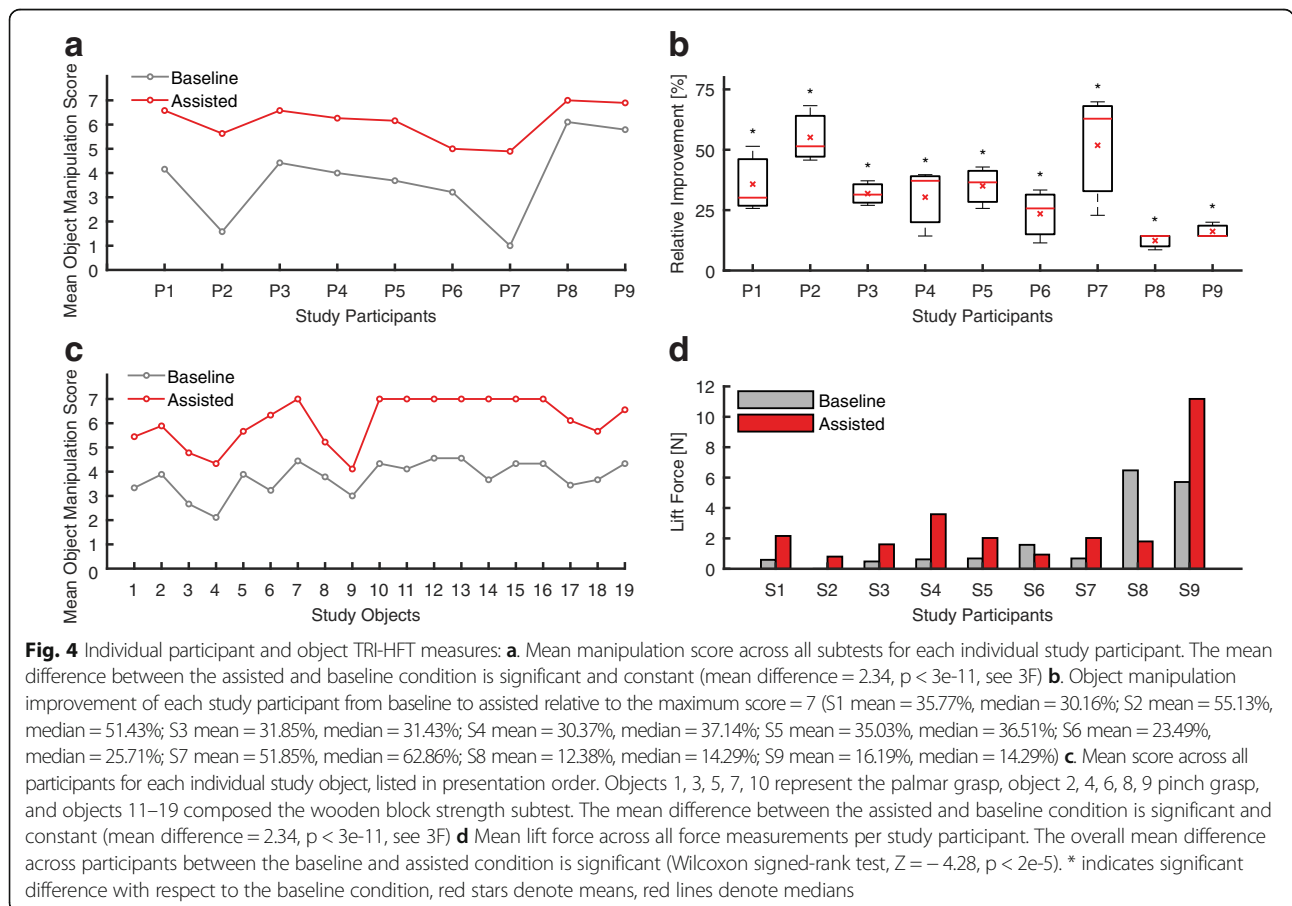 a
Mean Object Manipulation Score
Baseline
Assisted
7
6
5
4
3
2
1
0
P1 P2 P3 P4 P5 P6 P7 P8 P9
Study Participants
b
Relative Improvement [%]
75
50
25
0
* * * * * * * * *
P1 P2 P3 P4 P5 P6 P7 P8 P9
Study Participants
c
Mean Object Manipulation Score
Baseline
Assisted
7
6
5
4
3
2
1
0
1 2 3 4 5 6 7 8 9 10 11 12 13 14 15 16 17 18 19
Study Objects
d
Lift Force [N]
Baseline
Assisted
12
10
8
6
4
2
0
S1 S2 S3 S4 S5 S6 S7 S8 S9
Study Participants
Fig. 4 Individual participant and object TRI-HFT measures: a. Mean manipulation score across all subtests for each individual study participant. The mean
difference between the assisted and baseline condition is significant and constant (mean difference = 2.34, p < 3e-11, see 3F) b. Object manipulation
improvement of each study participant from baseline to assisted relative to the maximum score = 7 (S1 mean = 35.77%, median = 30.16%; S2 mean = 55.13%,
median = 51.43%; S3 mean = 31.85%, median = 31.43%; S4 mean = 30.37%, median = 37.14%; S5 mean = 35.03%, median = 36.51%; S6 mean = 23.49%,
median = 25.71%; S7 mean = 51.85%, median = 62.86%; S8 mean = 12.38%, median = 14.29%; S9 mean = 16.19%, median = 14.29%) c. Mean score across all
participants for each individual study object, listed in presentation order. Objects 1, 3, 5, 7, 10 represent the palmar grasp, object 2, 4, 6, 8, 9 pinch grasp,
and objects 11–19 composed the wooden block strength subtest. The mean difference between the assisted and baseline condition is significant and
constant (mean difference = 2.34, p < 3e-11, see 3F) d Mean lift force across all force measurements per study participant. The overall mean difference
across participants between the baseline and assisted condition is significant (Wilcoxon signed-rank test, Z = − 4.28, p < 2e-5). * indicates significant
difference with respect to the baseline condition, red stars denote means, red lines denote medians